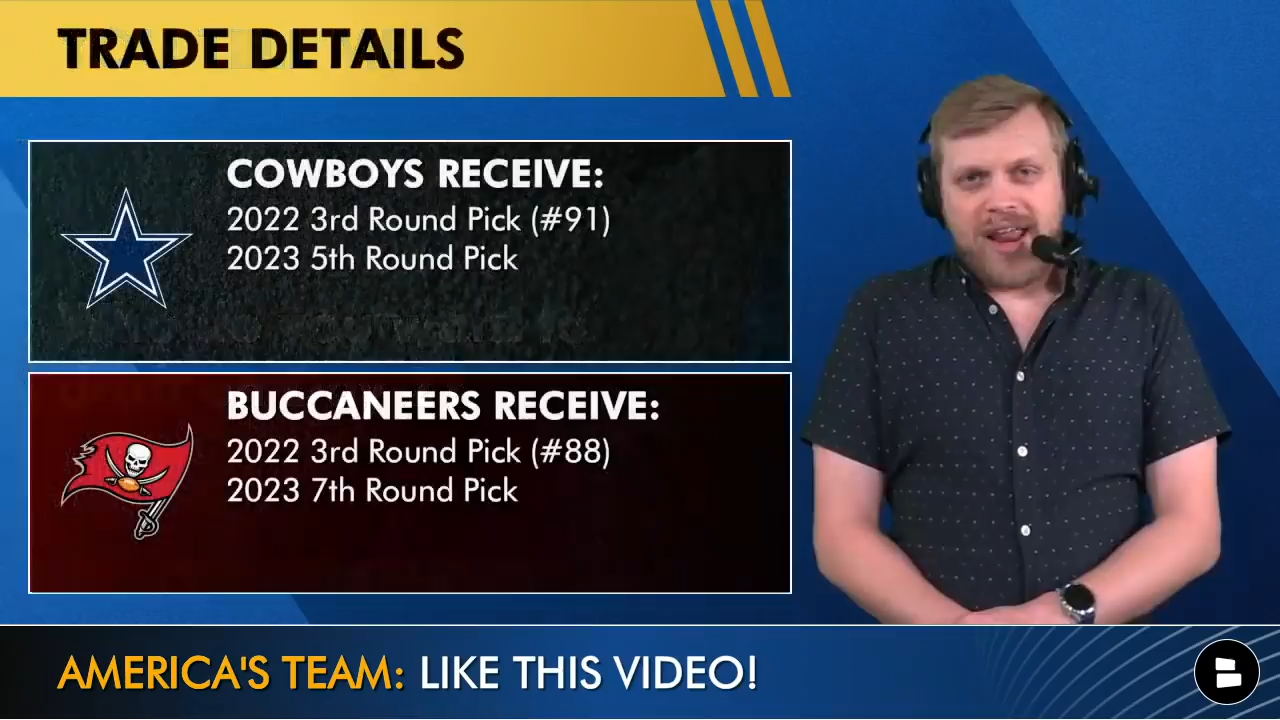 TRADE DETAILS
COWBOYS RECEIVE:
2022 3rd Round Pick (#91)
2023 5th Round Pick
BUCCANEERS RECEIVE:
2022 3rd Round Pick (#88)
2023 7th Round Pick
AMERICA'S TEAM: LIKE THIS VIDEO!